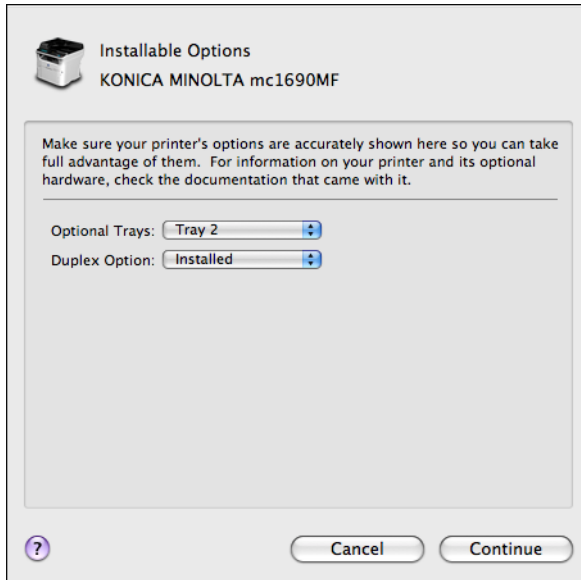 Installable Options
KONICA MINOLTA mc1690MF
Make sure your printer's options are accurately shown here so you can take
full advantage of them. For information on your printer and its optional
hardware, check the documentation that came with it.
Optional Trays: Tray 2
Duplex Option: Installed
? Cancel Continue